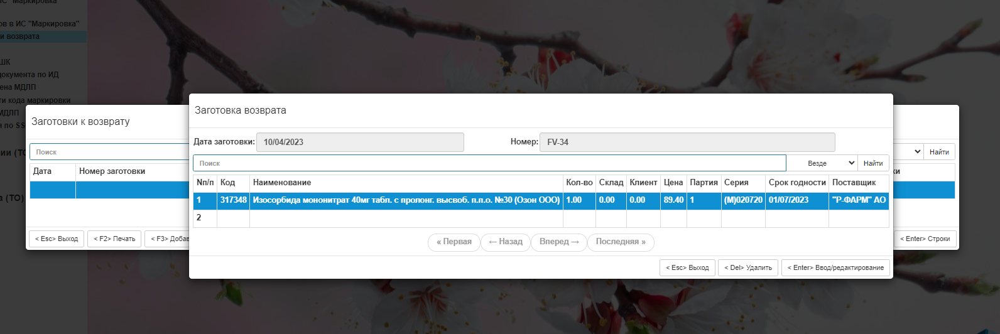 ИС "Маркировка"
ов в ИС "Маркировка"
и возврата
ШК
документа по ИД
ена МДЛП
ти кода маркировки
МДЛП
я по SS
ии (ТО
а (ТО)
Заготовки к возврату
Поиск
Найти
Дата Номер заготовки ки
< Esc> Выход < F2> Печать < F3> Добав < Enter> Строки
Заготовка возврата
Дата заготовки: 10/04/2023 Номер: FV-34
Поиск Везде Найти
Nп/п Код Наименование Кол-во Склад Клиент Цена Партия Серия Срок годности Поставщик
1 317348 Изосорбида мононитрат 40мг табл. с пролонг. высвоб. п.п.о. №30 (Озон ООО) 1.00 0.00 0.00 89.40 1 (М)020720 01/07/2023 "Р-ФАРМ" АО
2
« Первая ← Назад Вперед → Последняя »
< Esc> Выход < Del> Удалить < Enter> Ввод/редактирование